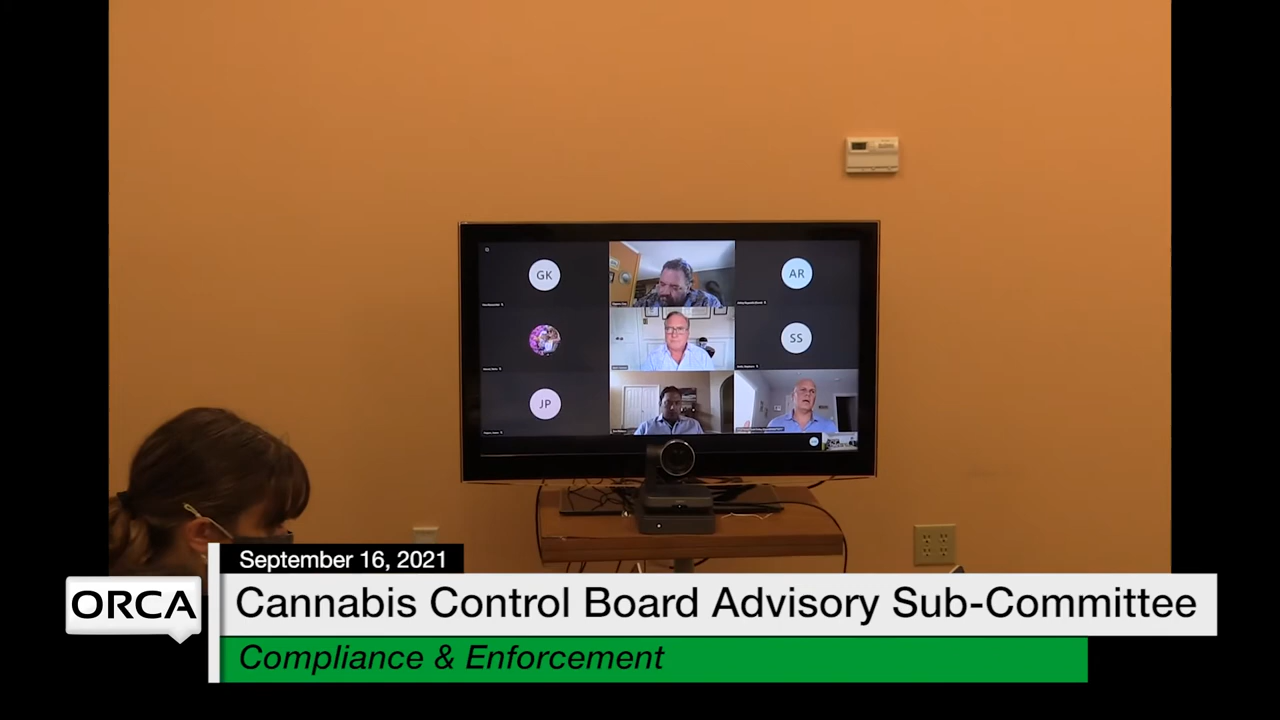 GK
AR
SS
JP
September 16, 2021
ORCA
Cannabis Control Board Advisory Sub-Committee
Compliance & Enforcement